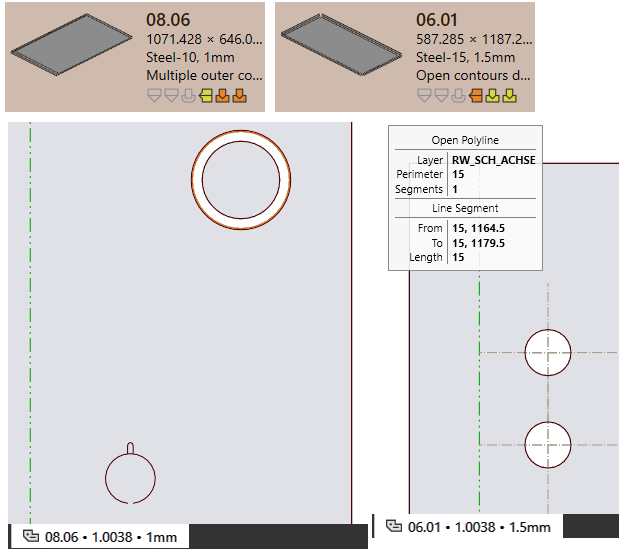 08.06
1071.428 × 646.0...
Steel-10, 1mm
Multiple outer co...
06.01
587.285 × 1187.2...
Steel-15, 1.5mm
Open contours d...
Open Polyline
Layer RW_SCH_ACHSE
Perimeter 15
Segments 1
Line Segment
From 15, 1164.5
To 15, 1179.5
Length 15
08.06 • 1.0038 • 1mm
06.01 • 1.0038 • 1.5mm